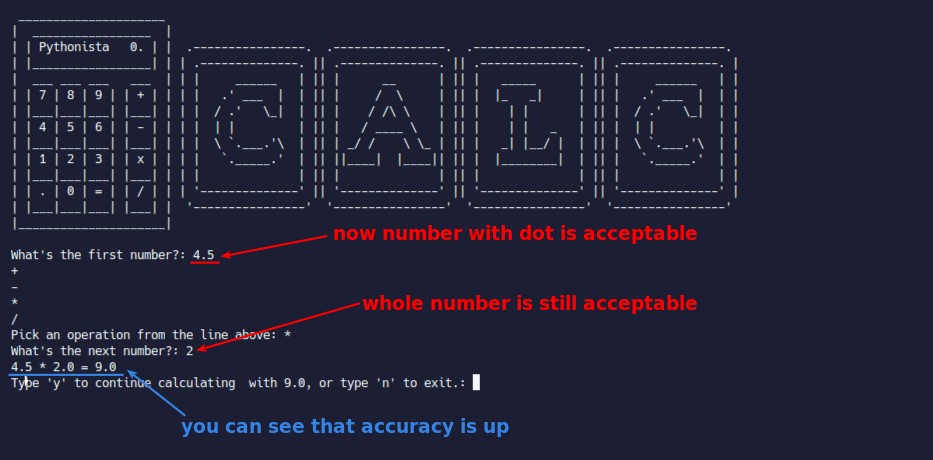 Pythonista 0.
7 8 9 +
4 5 6 -
1 2 3 x
. 0 = /
CALC
now number with dot is acceptable
What's the first number?: 4.5
+
-
*
/
whole number is still acceptable
Pick an operation from the line above: *
What's the next number?: 2
4.5 * 2.0 = 9.0
Type 'y' to continue calculating  with 9.0, or type 'n' to exit.:
you can see that accuracy is up